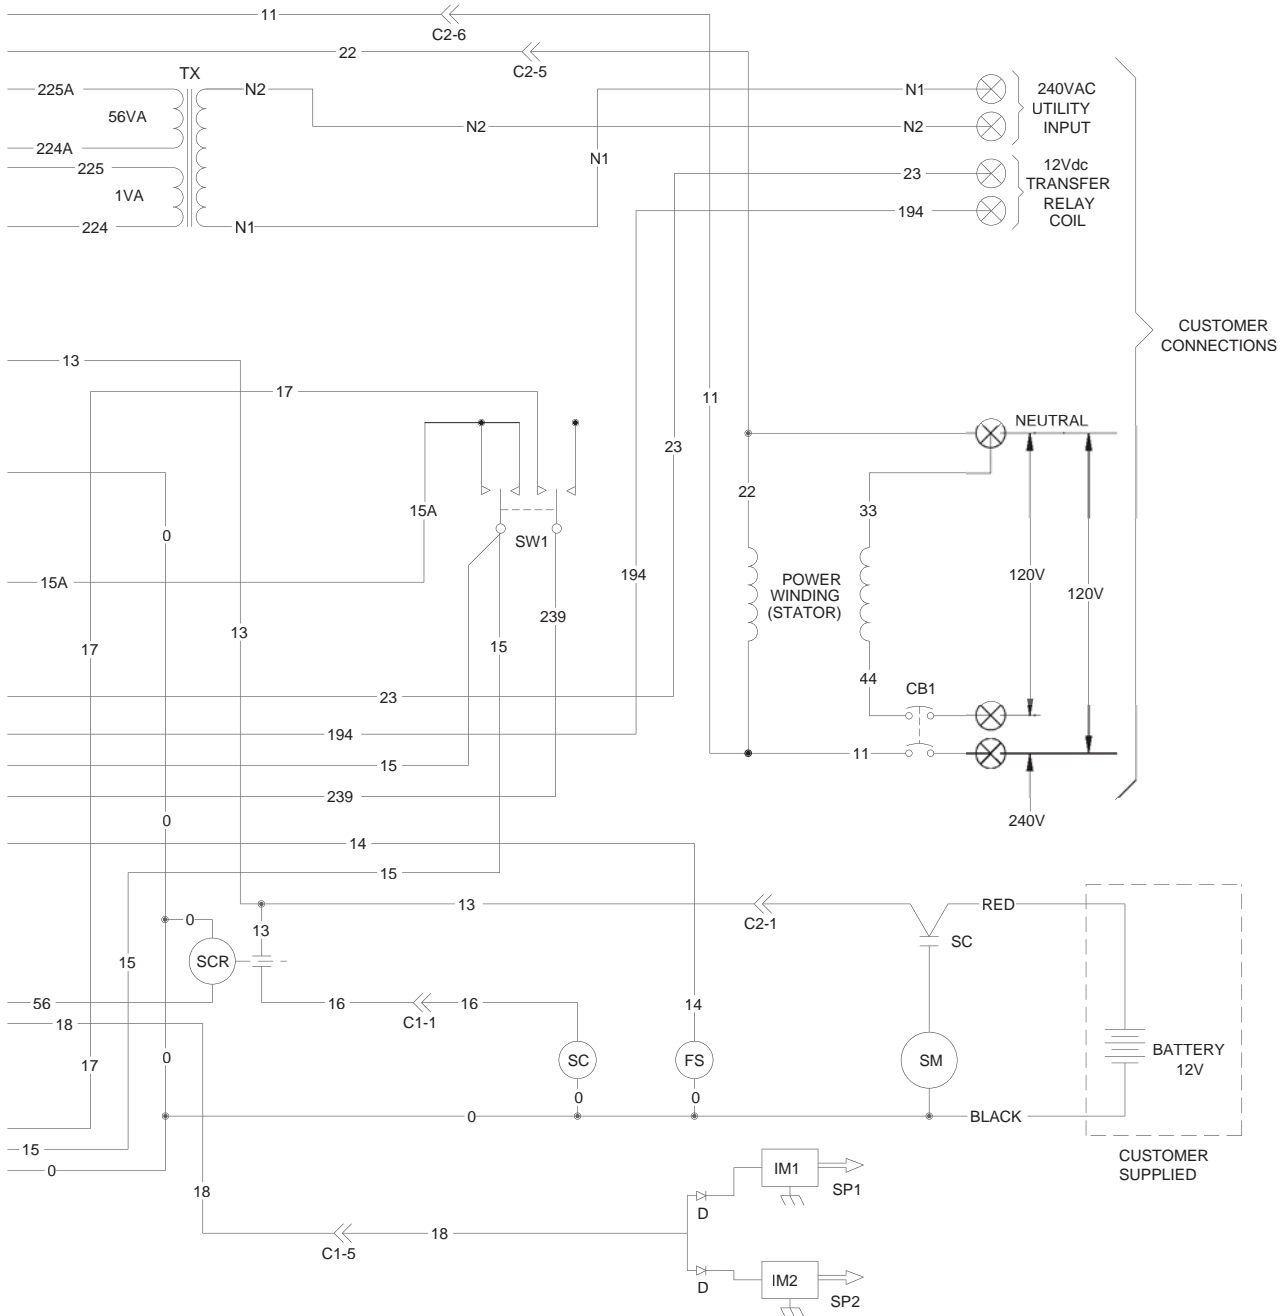 11
C2-6
22
C2-5
TX
225A
N2
N1
240VAC
56VA
UTILITY
N2
N2
INPUT
224A
225
N1
12Vdc
23
TRANSFER
1VA
RELAY
194
COIL
224
N1
CUSTOMER
CONNECTIONS
13
17
11
NEUTRAL
23
22
15A
33
0
SW1
15A
194
120V
POWER
WINDING
(STATOR)
120V
239
13
15
17
44
CB1
23
194
11
15
239
0
240V
14
15
13
RED
0
C2-1
13
SC
SCR
15
56
16
16
14
18
C1-1
0
17
SC
FS
SM
BATTERY
12V
0
0
0
BLACK
15
CUSTOMER
SUPPLIED
0
IM1
18
SP1
D
18
C1-5
D
IM2
SP2